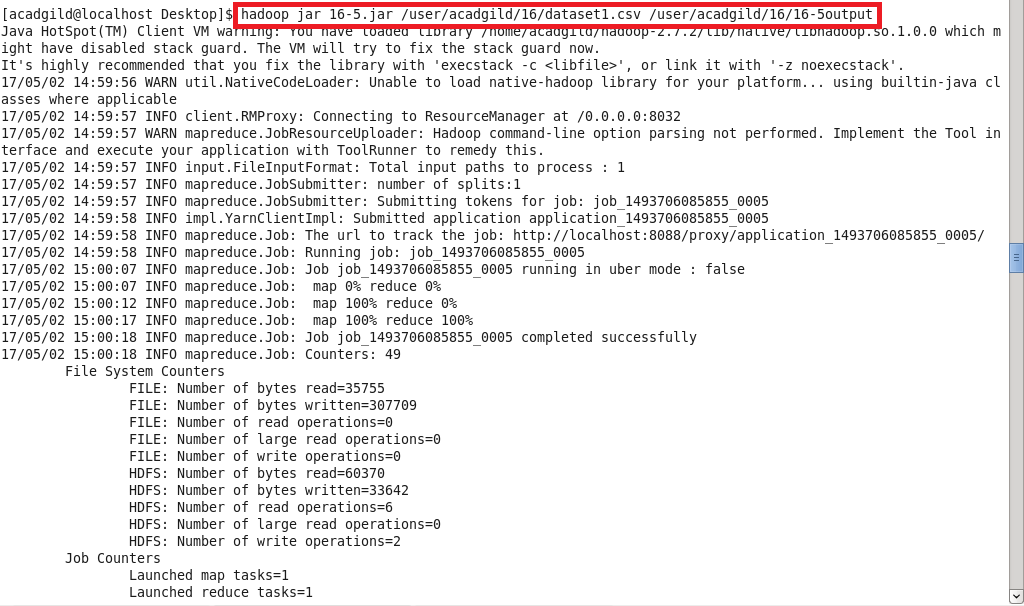 [acadgild@localhost Desktop]$ hadoop jar 16-5.jar /user/acadgild/16/dataset1.csv /user/acadgild/16/16-5output
Java HotSpot(TM) Client VM warning: You have loaded library /home/acadgild/hadoop-2.7.2/lib/native/libhadoop.so.1.0.0 which m
ight have disabled stack guard. The VM will try to fix the stack guard now.
It's highly recommended that you fix the library with 'execstack -c <libfile>', or link it with '-z noexecstack'.
17/05/02 14:59:56 WARN util.NativeCodeLoader: Unable to load native-hadoop library for your platform... using builtin-java cl
asses where applicable
17/05/02 14:59:57 INFO client.RMProxy: Connecting to ResourceManager at /0.0.0.0:8032
17/05/02 14:59:57 WARN mapreduce.JobResourceUploader: Hadoop command-line option parsing not performed. Implement the Tool in
terface and execute your application with ToolRunner to remedy this.
17/05/02 14:59:57 INFO input.FileInputFormat: Total input paths to process : 1
17/05/02 14:59:57 INFO mapreduce.JobSubmitter: number of splits:1
17/05/02 14:59:57 INFO mapreduce.JobSubmitter: Submitting tokens for job: job_1493706085855_0005
17/05/02 14:59:58 INFO impl.YarnClientImpl: Submitted application application_1493706085855_0005
17/05/02 14:59:58 INFO mapreduce.Job: The url to track the job: http://localhost:8088/proxy/application_1493706085855_0005/
17/05/02 14:59:58 INFO mapreduce.Job: Running job: job_1493706085855_0005
17/05/02 15:00:07 INFO mapreduce.Job: Job job_1493706085855_0005 running in uber mode : false
17/05/02 15:00:07 INFO mapreduce.Job:  map 0% reduce 0%
17/05/02 15:00:12 INFO mapreduce.Job:  map 100% reduce 0%
17/05/02 15:00:17 INFO mapreduce.Job:  map 100% reduce 100%
17/05/02 15:00:18 INFO mapreduce.Job: Job job_1493706085855_0005 completed successfully
17/05/02 15:00:18 INFO mapreduce.Job: Counters: 49
File System Counters
FILE: Number of bytes read=35755
FILE: Number of bytes written=307709
FILE: Number of read operations=0
FILE: Number of large read operations=0
FILE: Number of write operations=0
HDFS: Number of bytes read=60370
HDFS: Number of bytes written=33642
HDFS: Number of read operations=6
HDFS: Number of large read operations=0
HDFS: Number of write operations=2
Job Counters
Launched map tasks=1
Launched reduce tasks=1